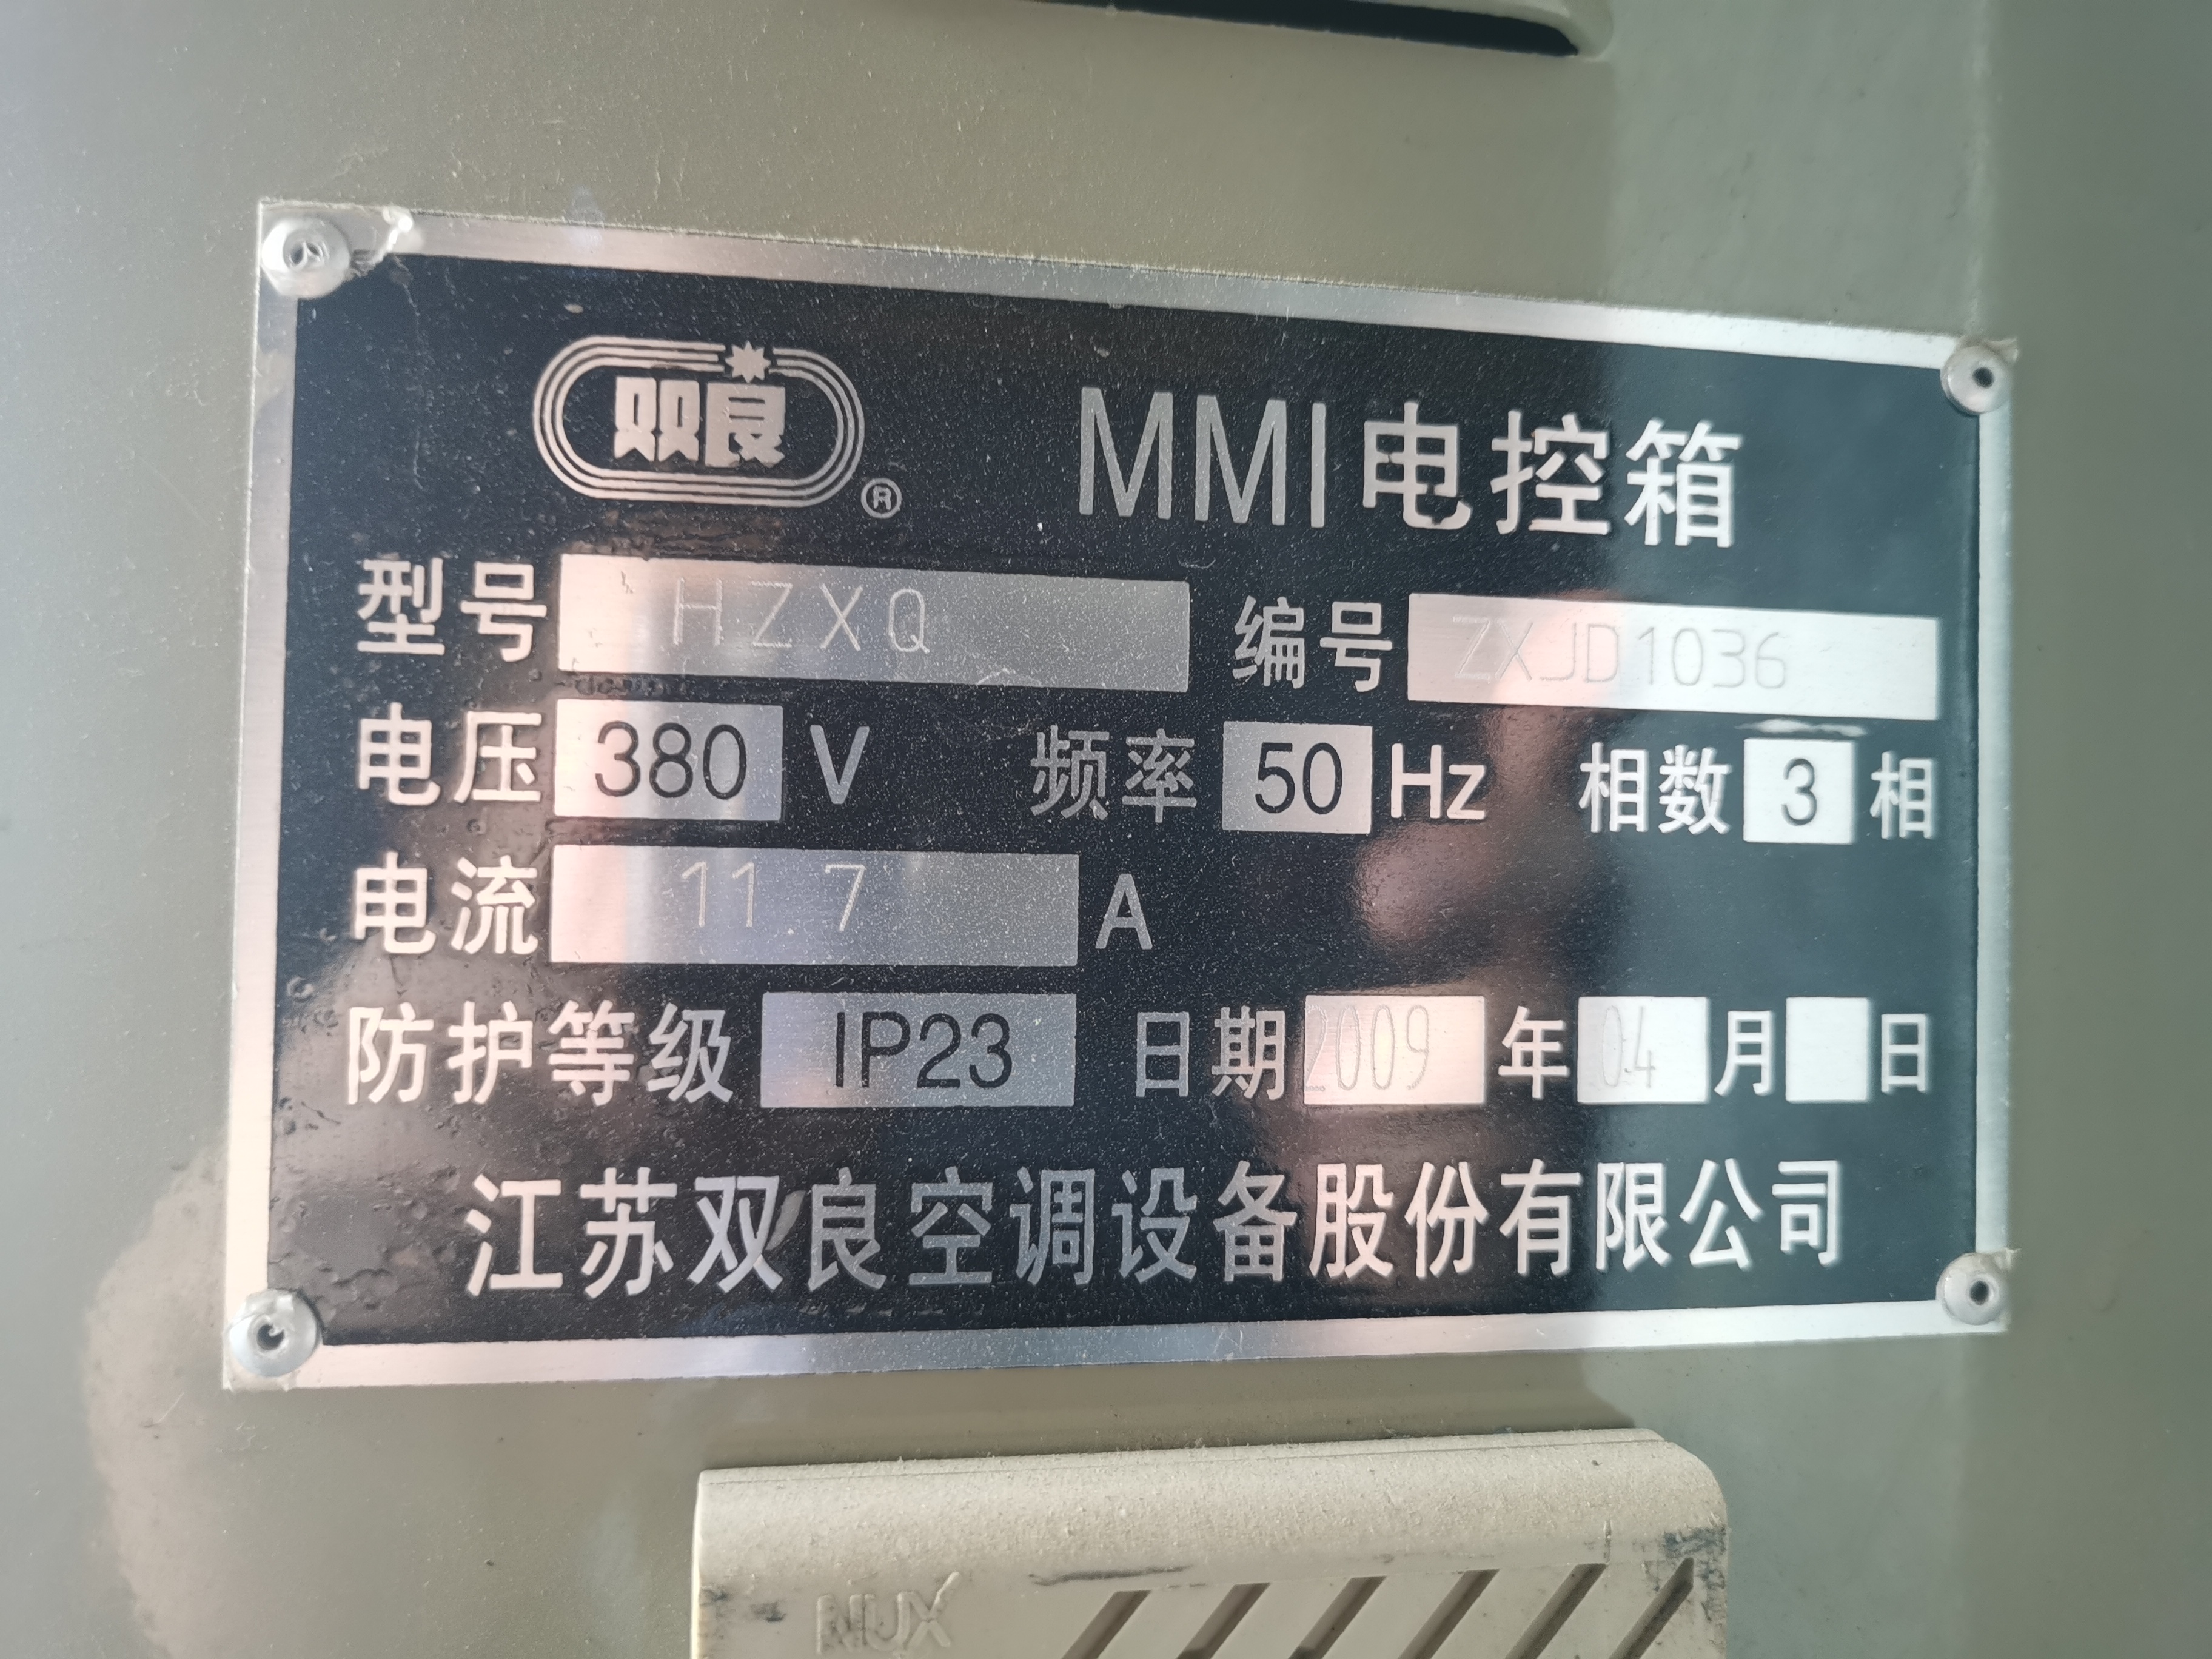 双良 ® MMI电控箱
型号 HZXQ 编号 ZXJD1036
电压 380 V 频率 50 Hz 相数 3 相
电流 11 7 A
防护等级 IP23 日期 2009 年 04 月 日
江苏双良空调设备股份有限公司
NUX